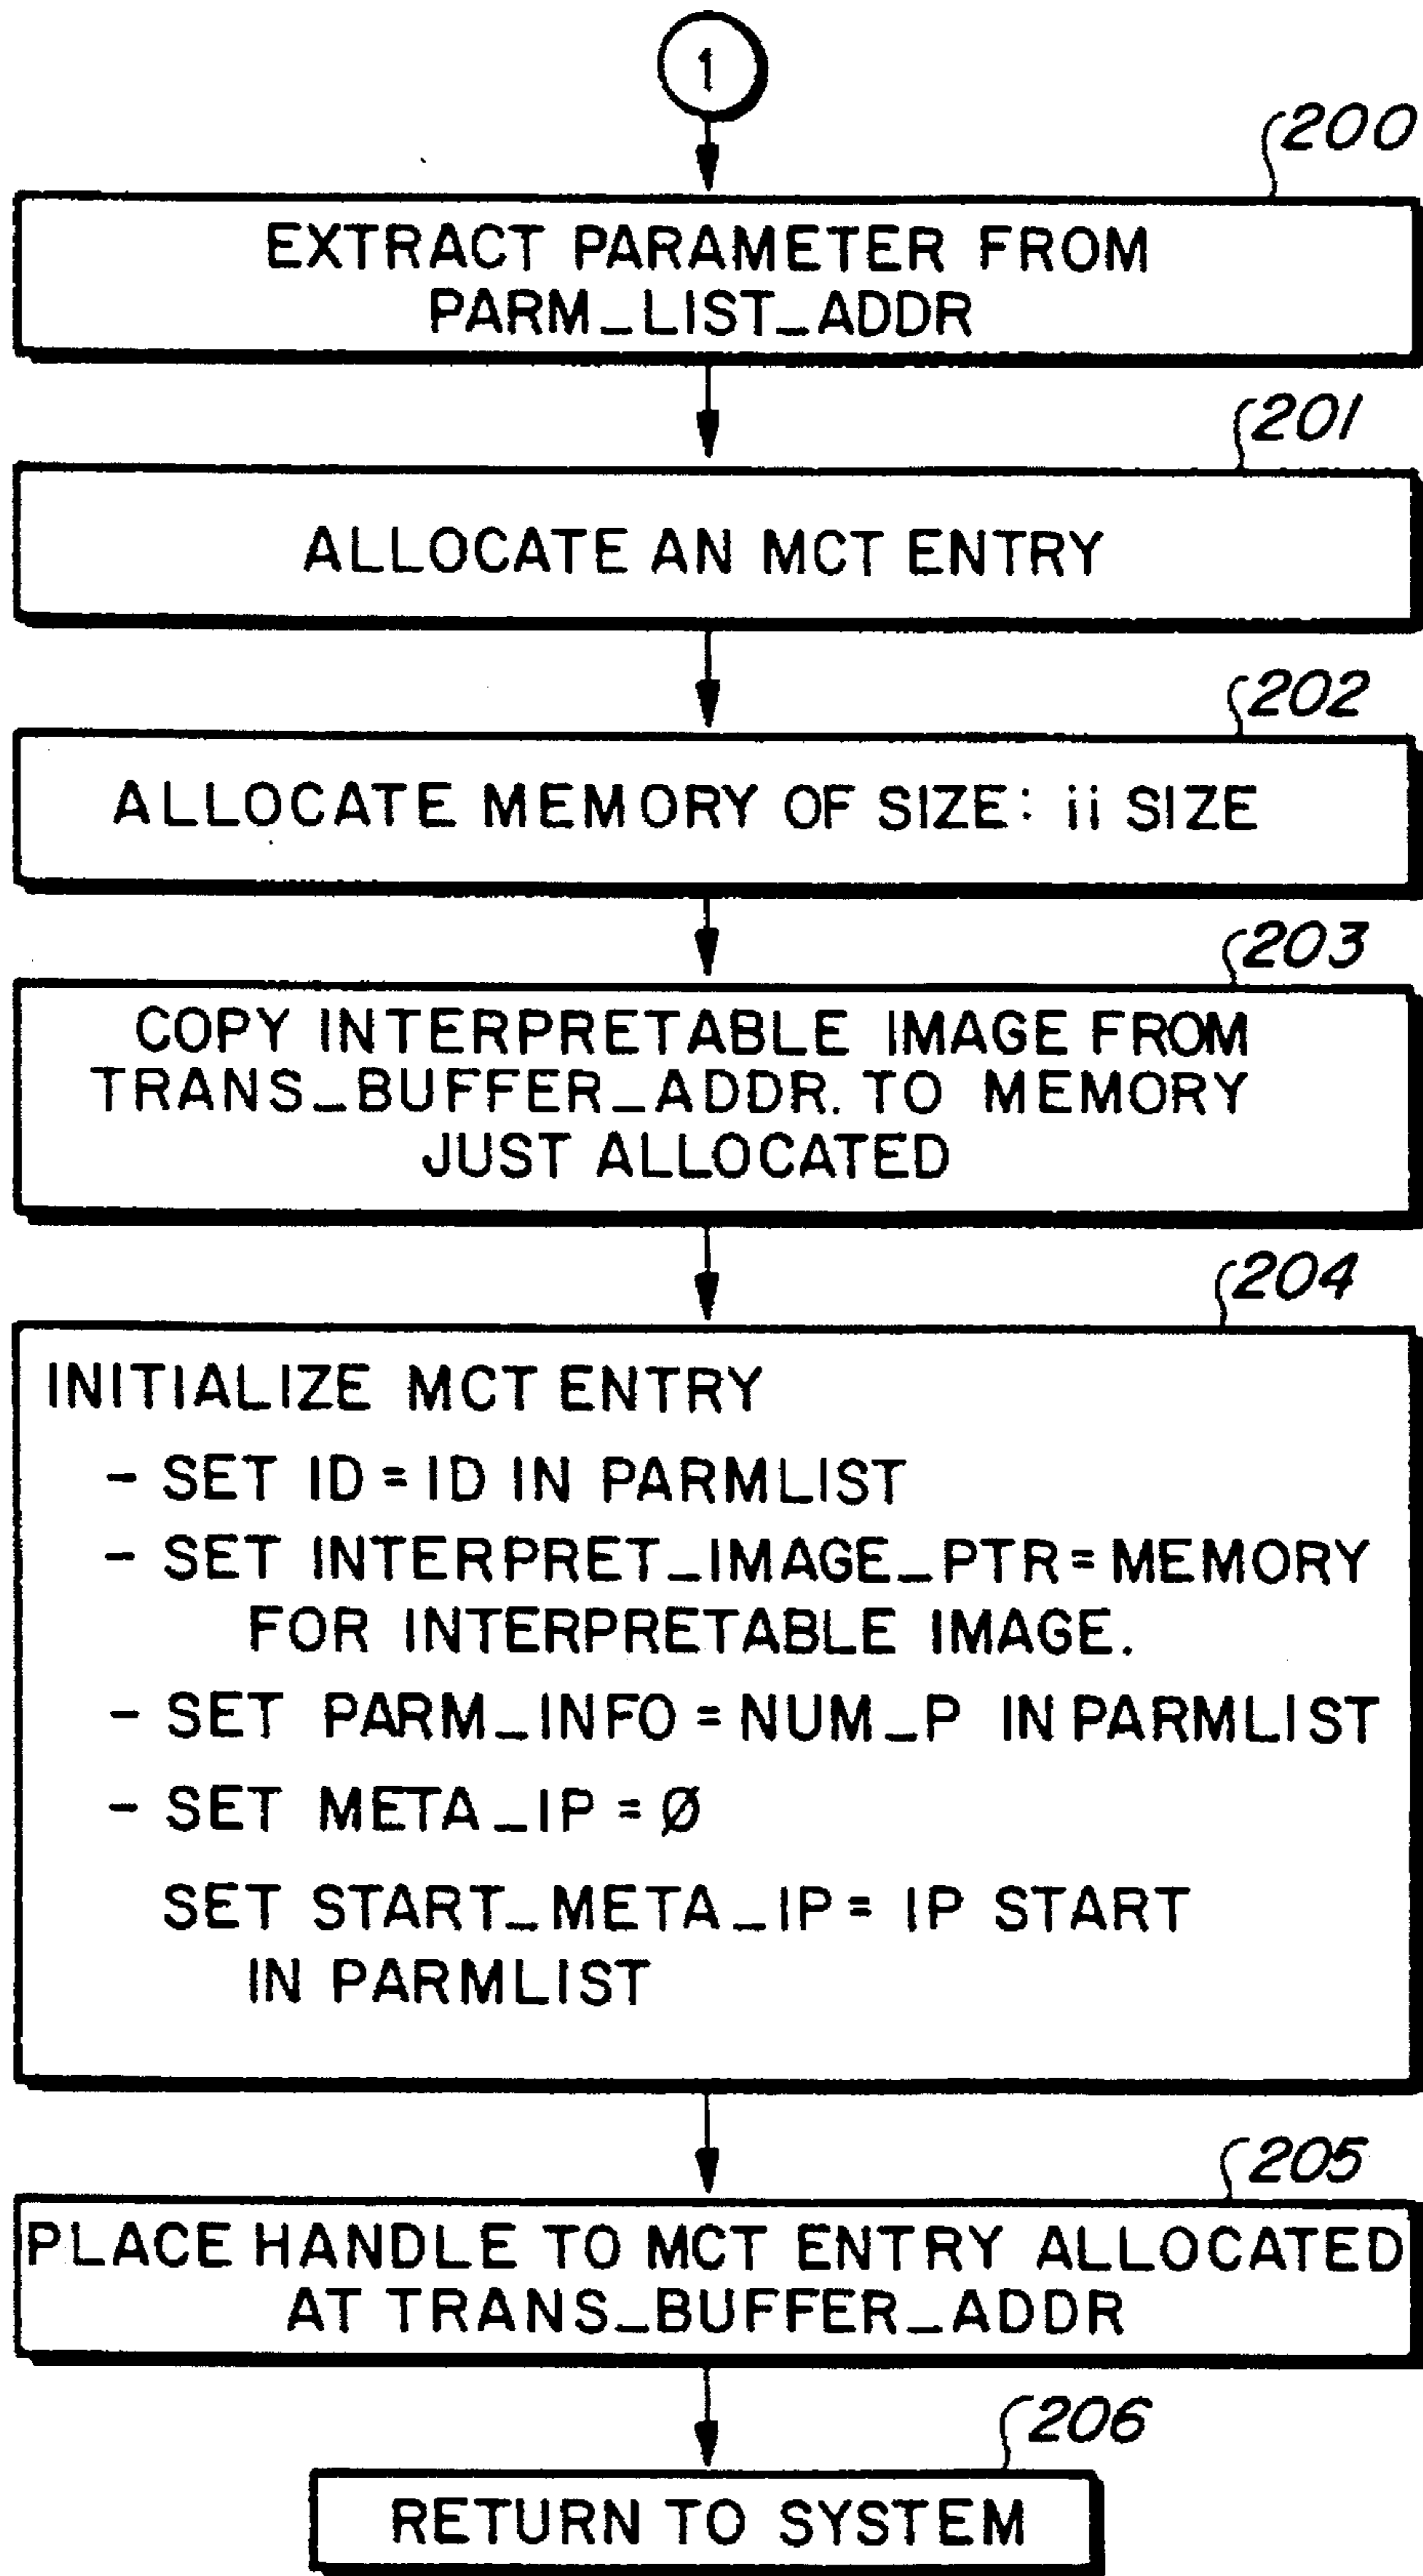 1
200
EXTRACT PARAMETER FROM
PARM_LIST_ADDR
201
ALLOCATE AN MCT ENTRY
202
ALLOCATE MEMORY OF SIZE: ii SIZE
203
COPY INTERPRETABLE IMAGE FROM
TRANS_BUFFER_ADDR. TO MEMORY
JUST ALLOCATED
204
INITIALIZE MCT ENTRY
- SET ID = ID IN PARMLIST
- SET INTERPRET_IMAGE_PTR = MEMORY
FOR INTERPRETABLE IMAGE.
- SET PARM_INFO = NUM_P IN PARMLIST
- SET META_IP = Ø
SET START_META_IP = IP START
IN PARMLIST
205
PLACE HANDLE TO MCT ENTRY ALLOCATED
AT TRANS_BUFFER_ADDR
206
RETURN TO SYSTEM